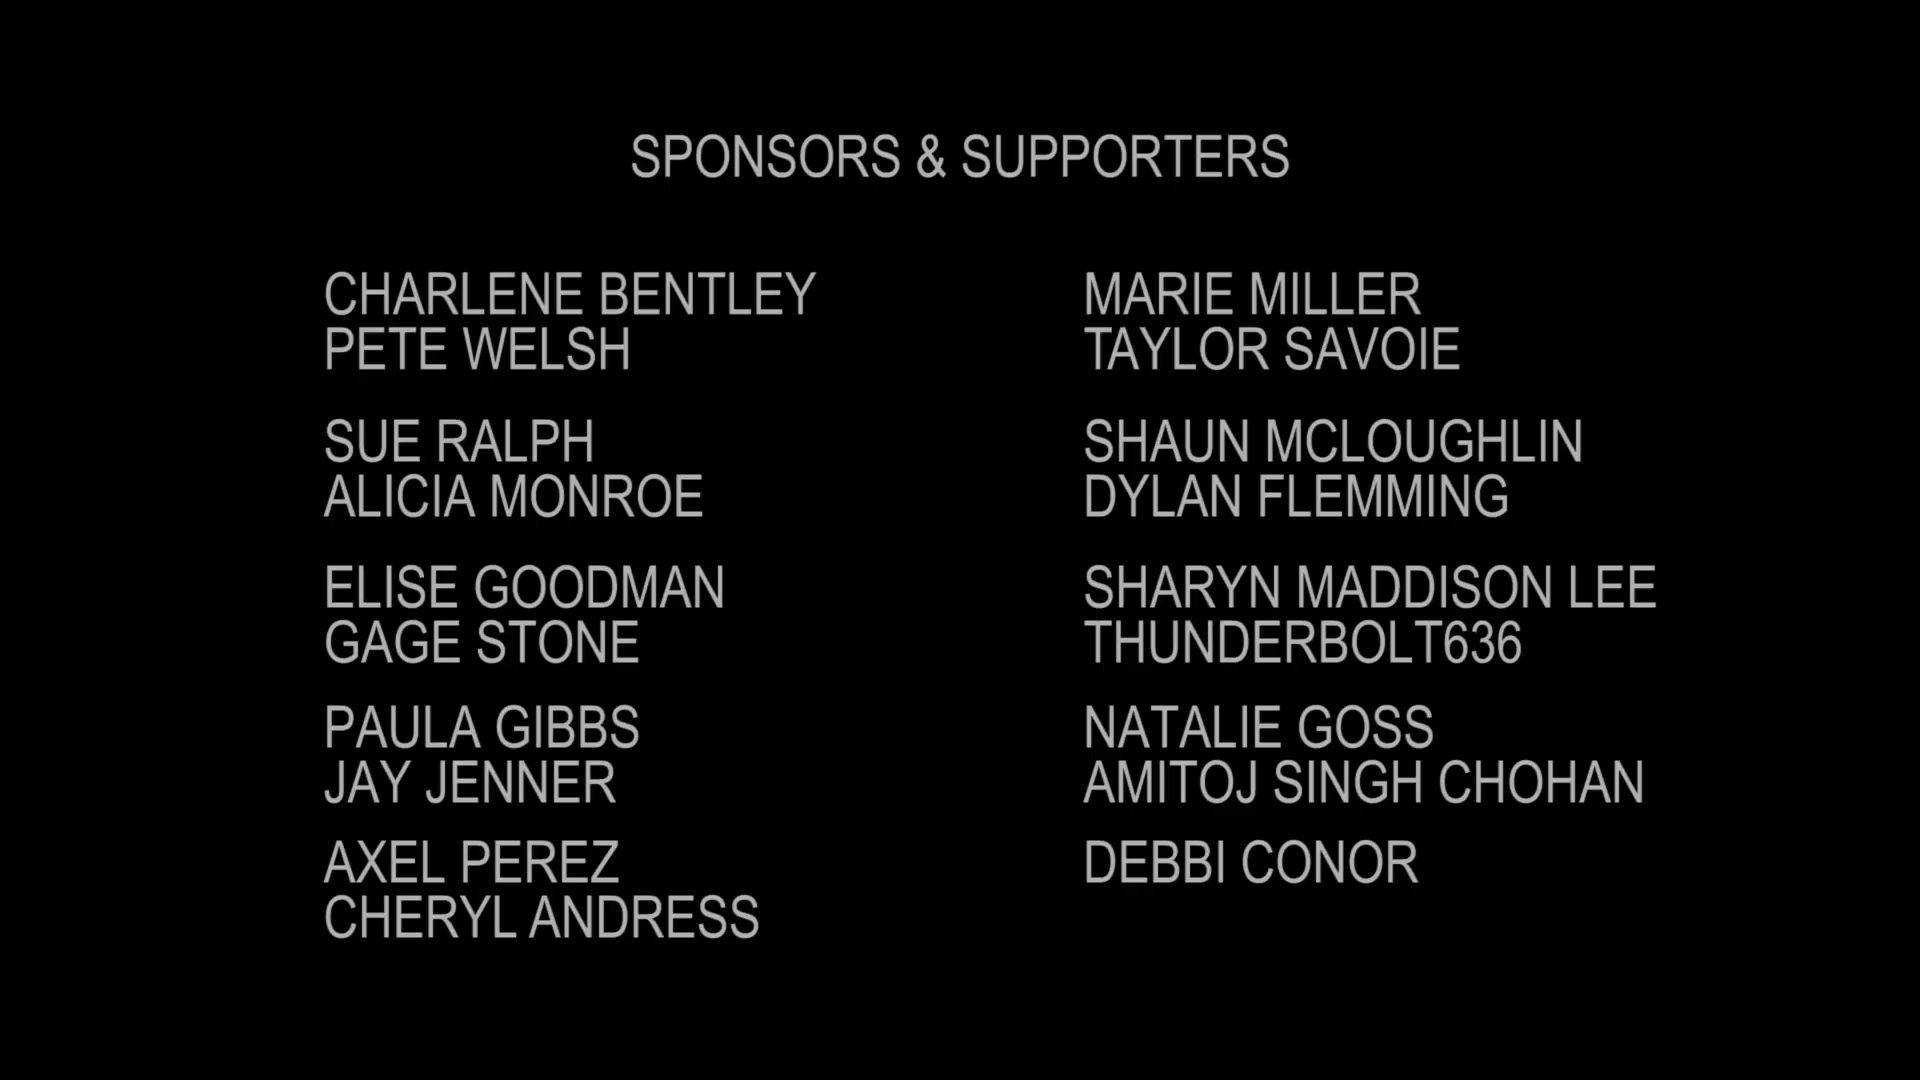 SPONSORS & SUPPORTERS
CHARLENE BENTLEY
PETE WELSH
SUE RALPH
ALICIA MONROE
ELISE GOODMAN
GAGE STONE
PAULA GIBBS
JAY JENNER
AXEL PEREZ
CHERYL ANDRESS
MARIE MILLER
TAYLOR SAVOIE
SHAUN MCLOUGHLIN
DYLAN FLEMMING
SHARYN MADDISON LEE
THUNDERBOLT636
NATALIE GOSS
AMITOJ SINGH CHOHAN
DEBBI CONOR